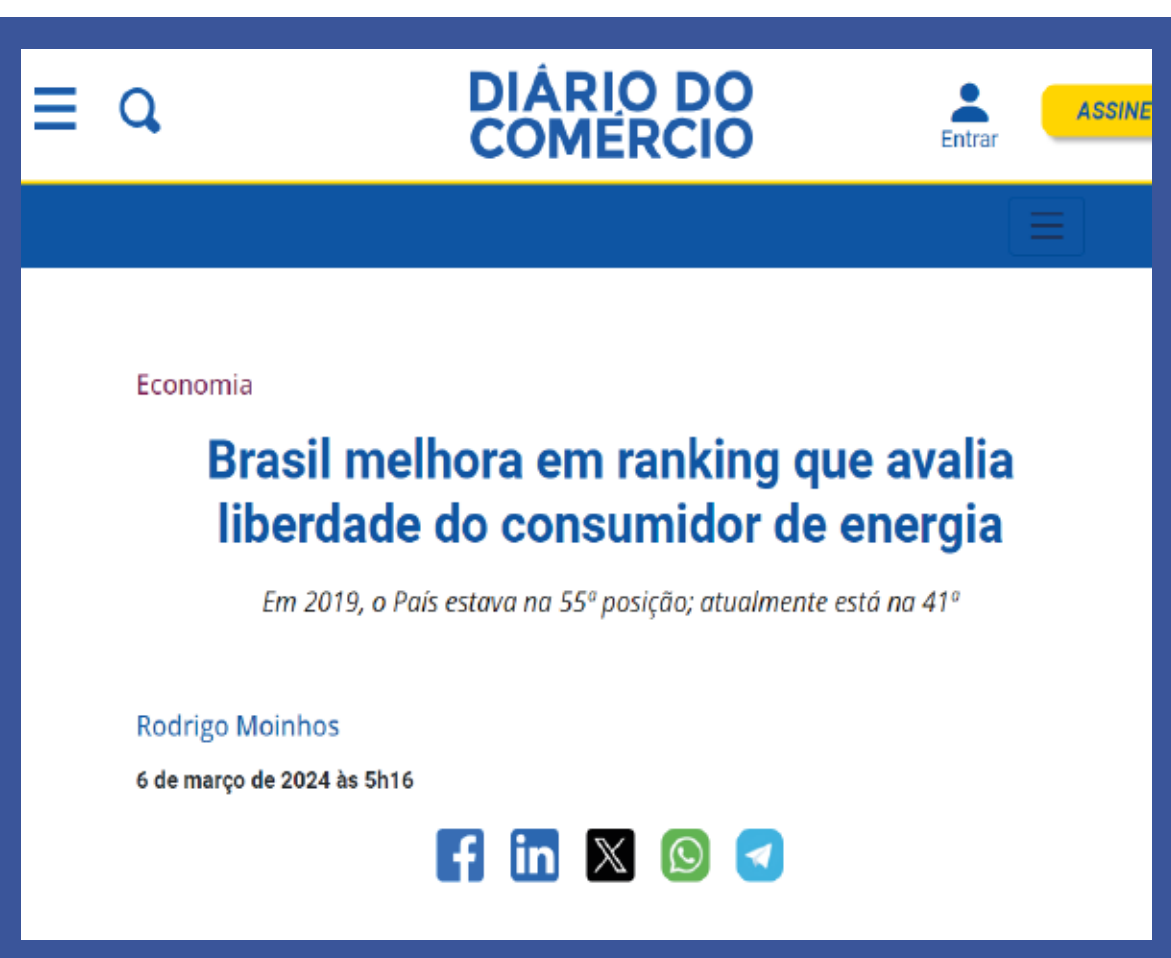 DIÁRIO DO
COMÉRCIO
Entrar
ASSINE
Economia
Brasil melhora em ranking que avalia
liberdade do consumidor de energia
Em 2019, o País estava na 55ª posição; atualmente está na 41ª
Rodrigo Moinhos
6 de março de 2024 às 5h16